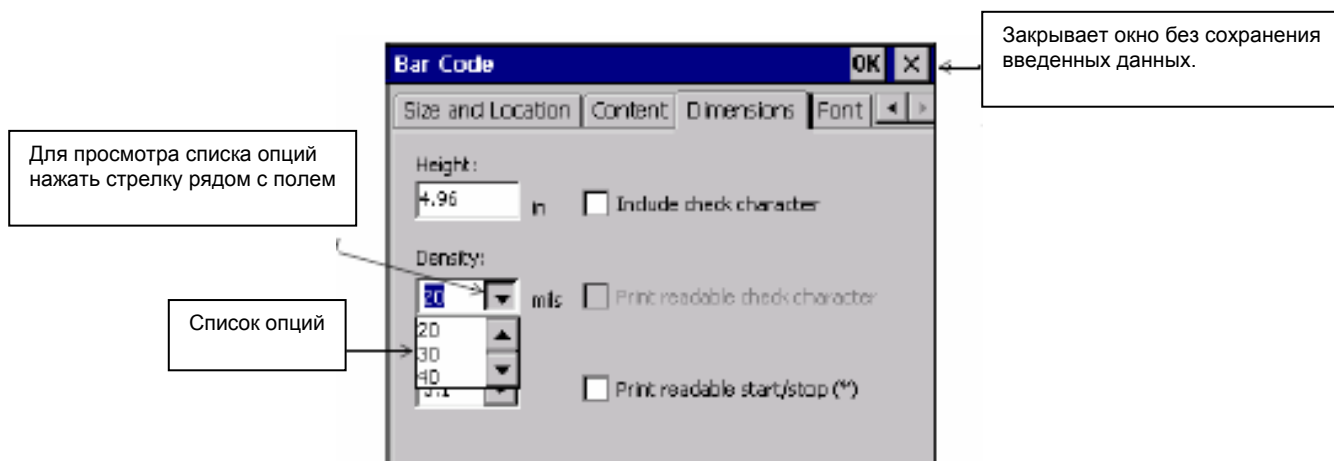 Закрывает окно без сохранения
введенных данных.
Bar Code OK
Size and Location Content Dimensions Font
Для просмотра списка опций
нажать стрелку рядом с полем
Height:
4.96 in Include check character
Density:
20 mils Print readable check character
Список опций
20
30
40
Print readable start/stop (*)